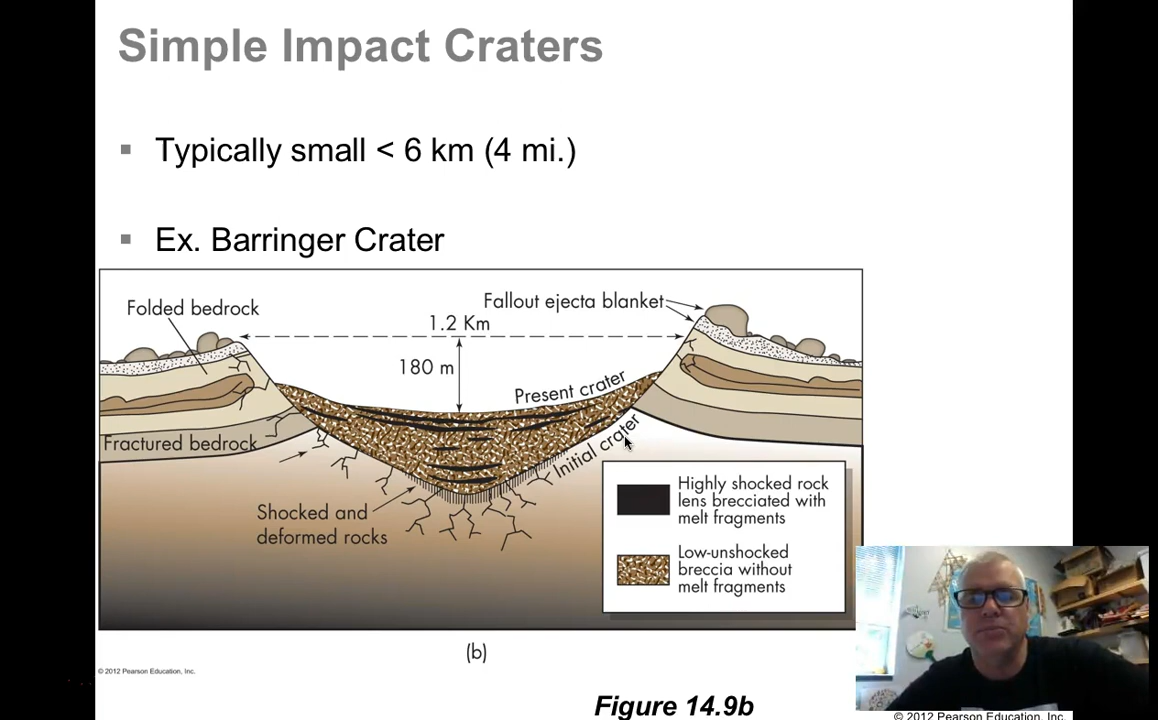 Simple Impact Craters
▪ Typically small < 6 km (4 mi.)
▪ Ex. Barringer Crater
Folded bedrock
Fallout ejecta blanket
1.2 Km
180 m
Present crater
Fractured bedrock
Initial crater
Shocked and
deformed rocks
Highly shocked rock
lens brecciated with
melt fragments
Low-unshocked
breccia without
melt fragments
(b)
© 2012 Pearson Education, Inc.
Figure 14.9b
© 2012 Pearson Education, Inc.